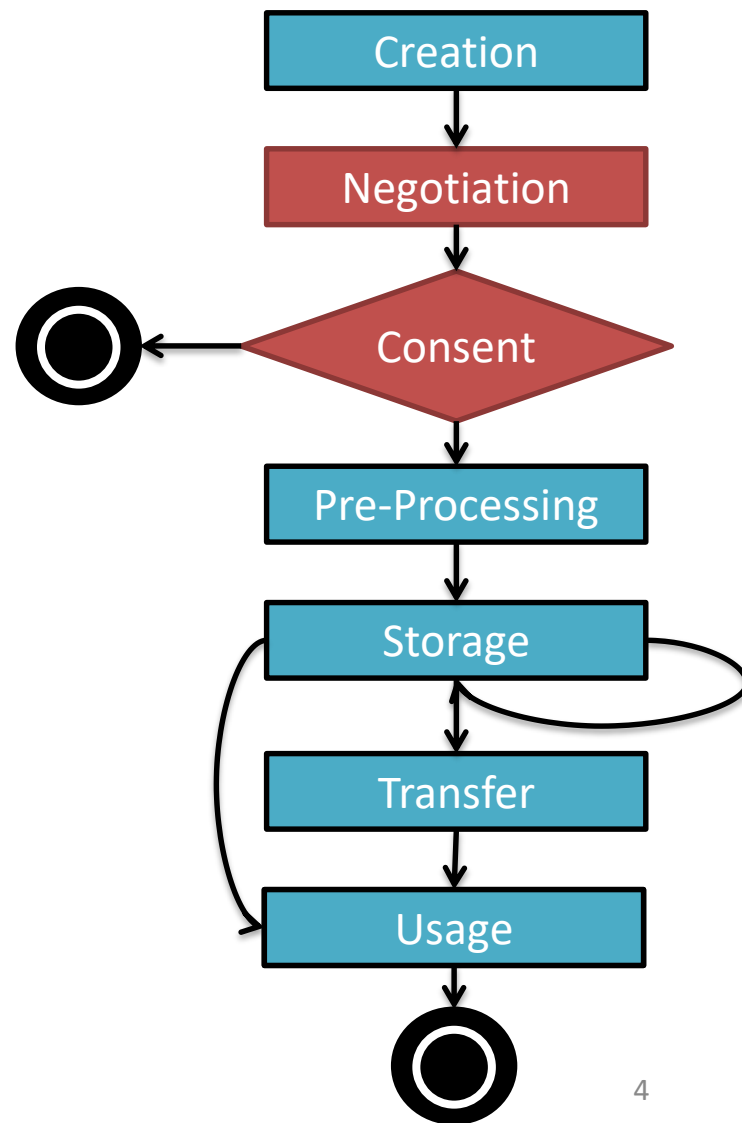 Creation
Negotiation
Consent
Pre-Processing
Storage
Transfer
Usage
4